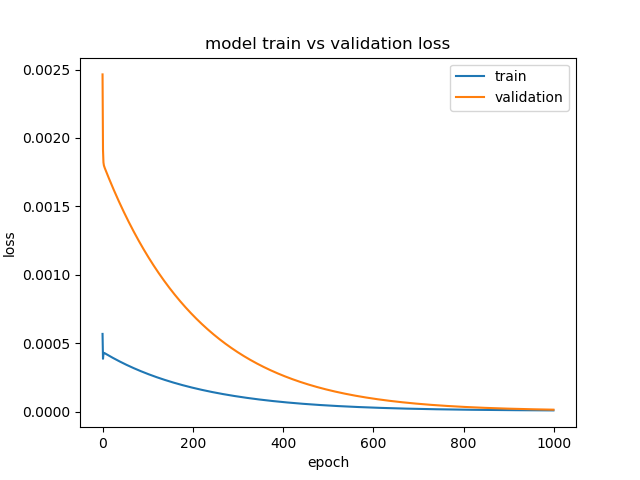 model train vs validation loss
train
validation
0.0025
0.0020
0.0015
0.0010
0.0005
0.0000
loss
0 200 400 600 800 1000
epoch